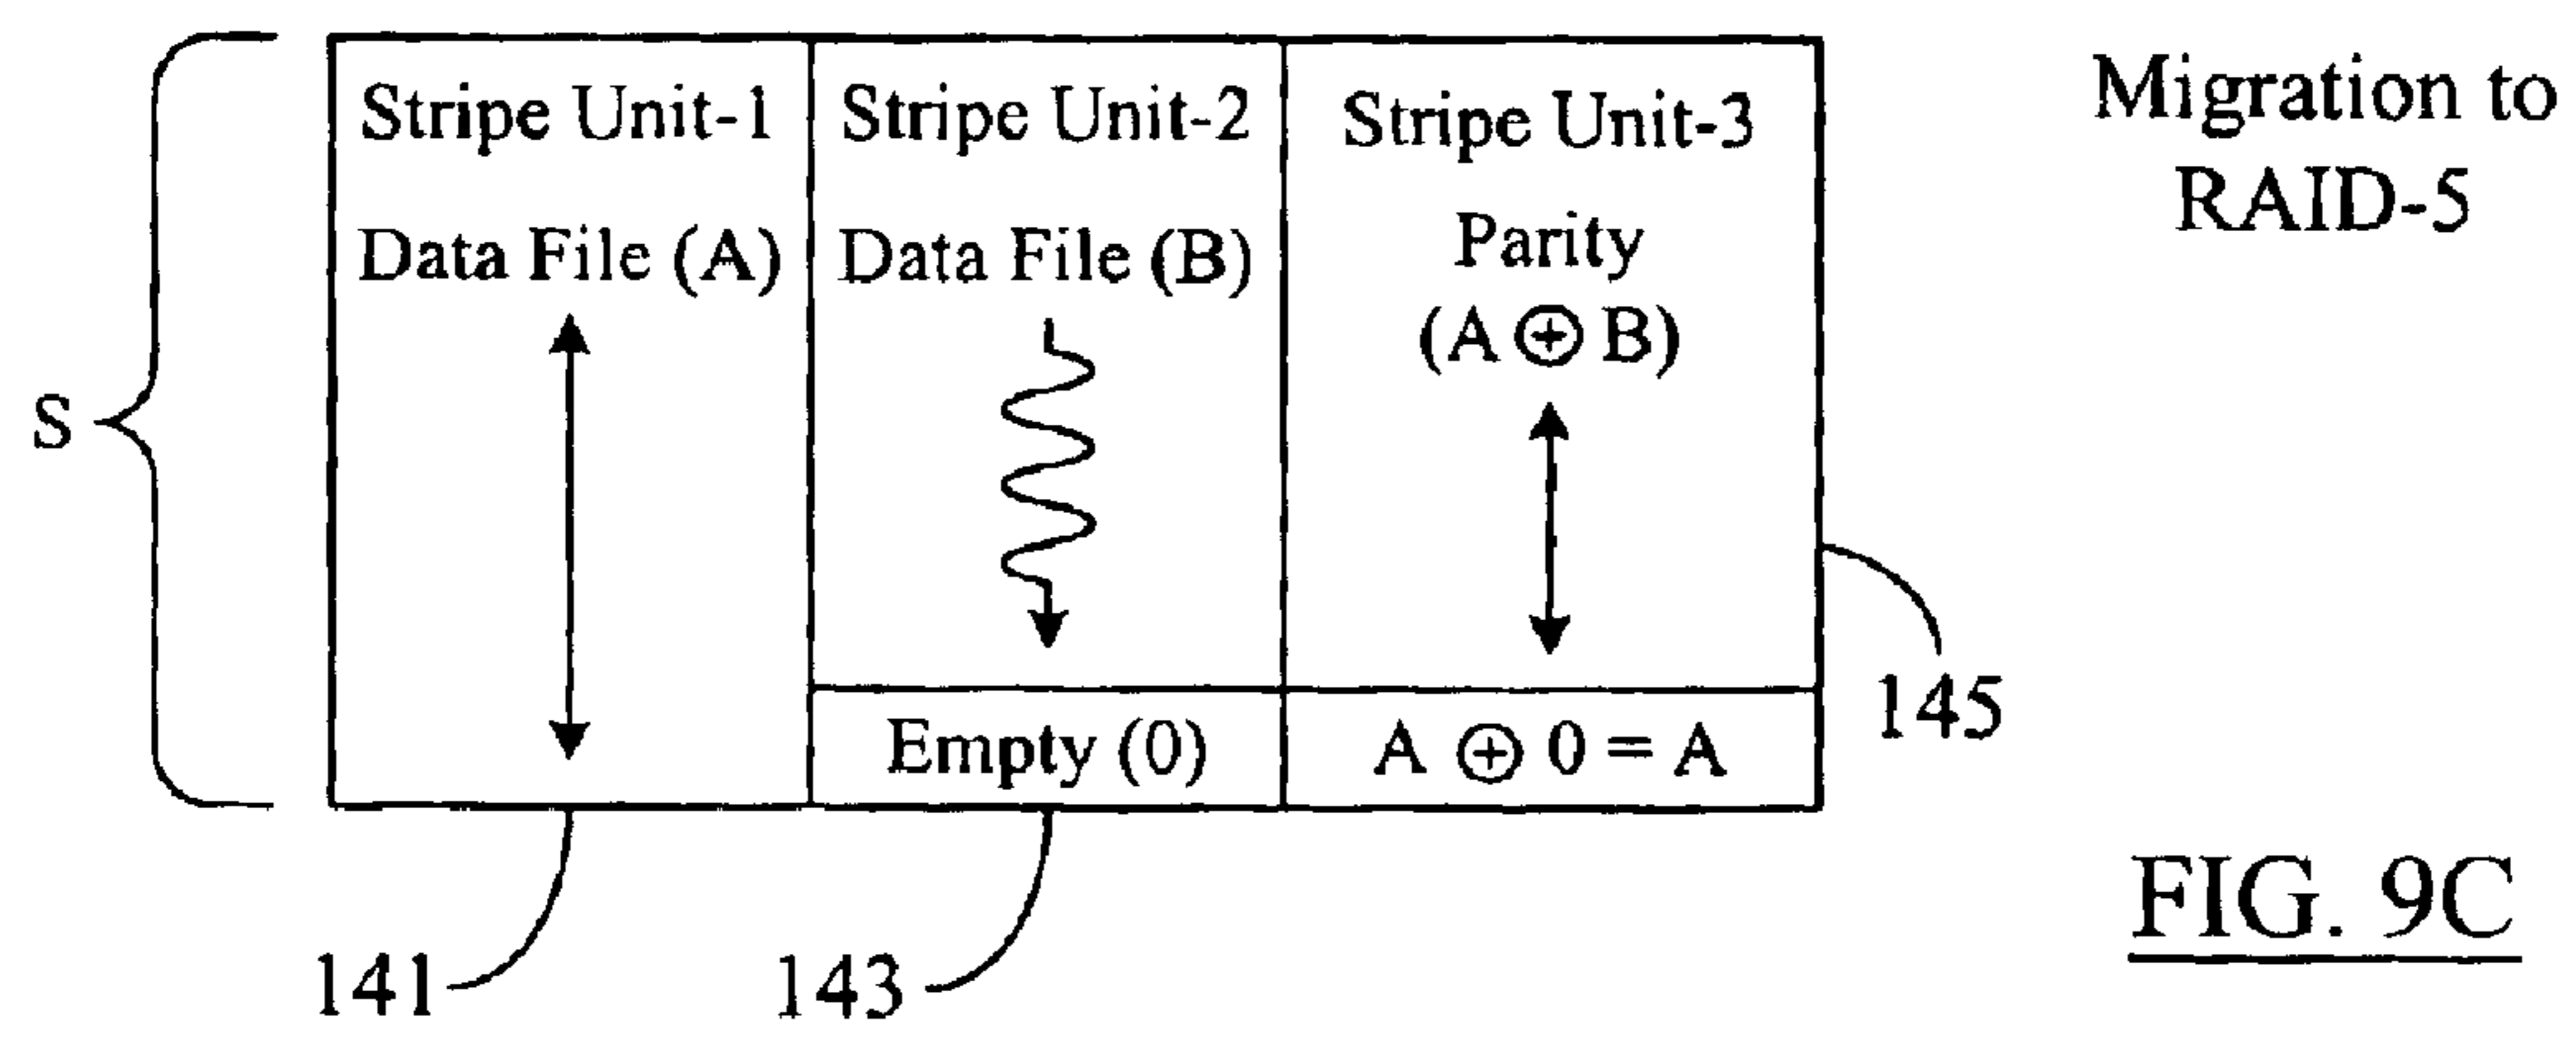 Stripe Unit-1
Data File (A)
Stripe Unit-2
Data File (B)
Empty (0)
Stripe Unit-3
Parity
(A ⊕ B)
A ⊕ 0 = A
S
141
143
145
Migration to
RAID-5
FIG. 9C